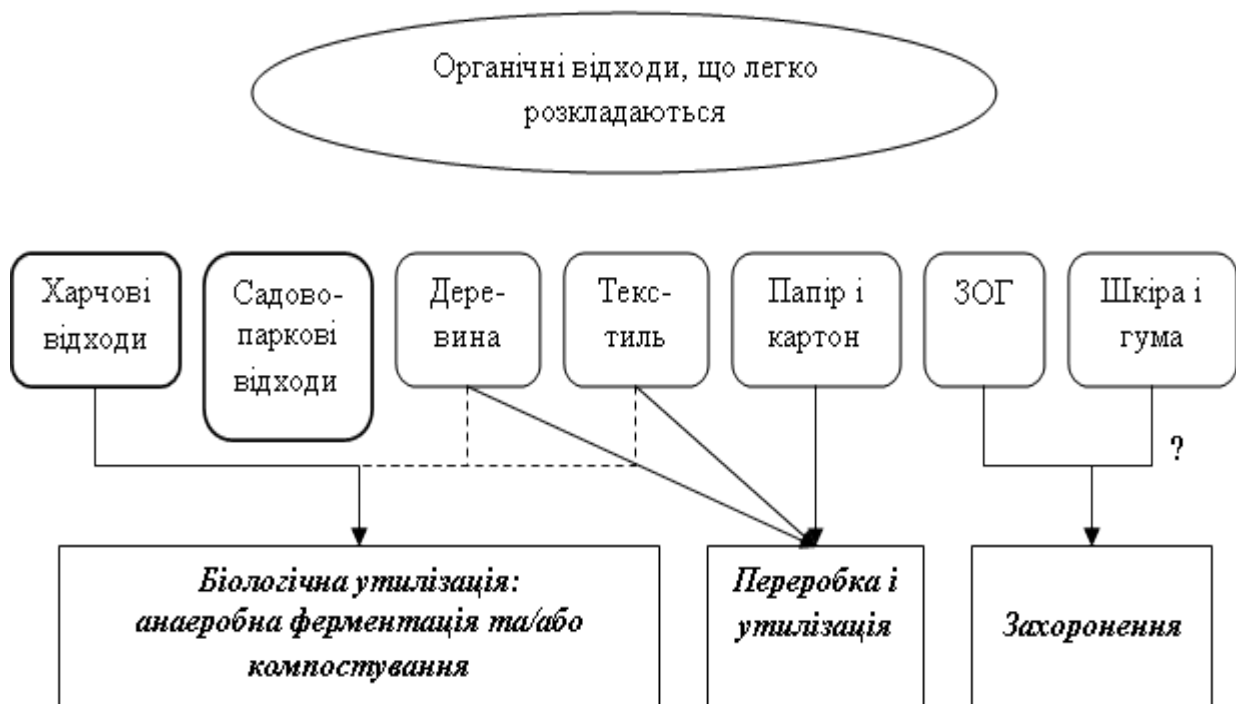 Органічні відходи, що легко
розкладаються
Харчові
відходи
Садово-
паркові
відходи
Дере-
вина
Текс-
тиль
Папір і
картон
ЗОГ
Шкіра і
гума
?
Біологічна утилізація:
анаеробна ферментація та/або
компостування
Переробка і
утилізація
Захоронення